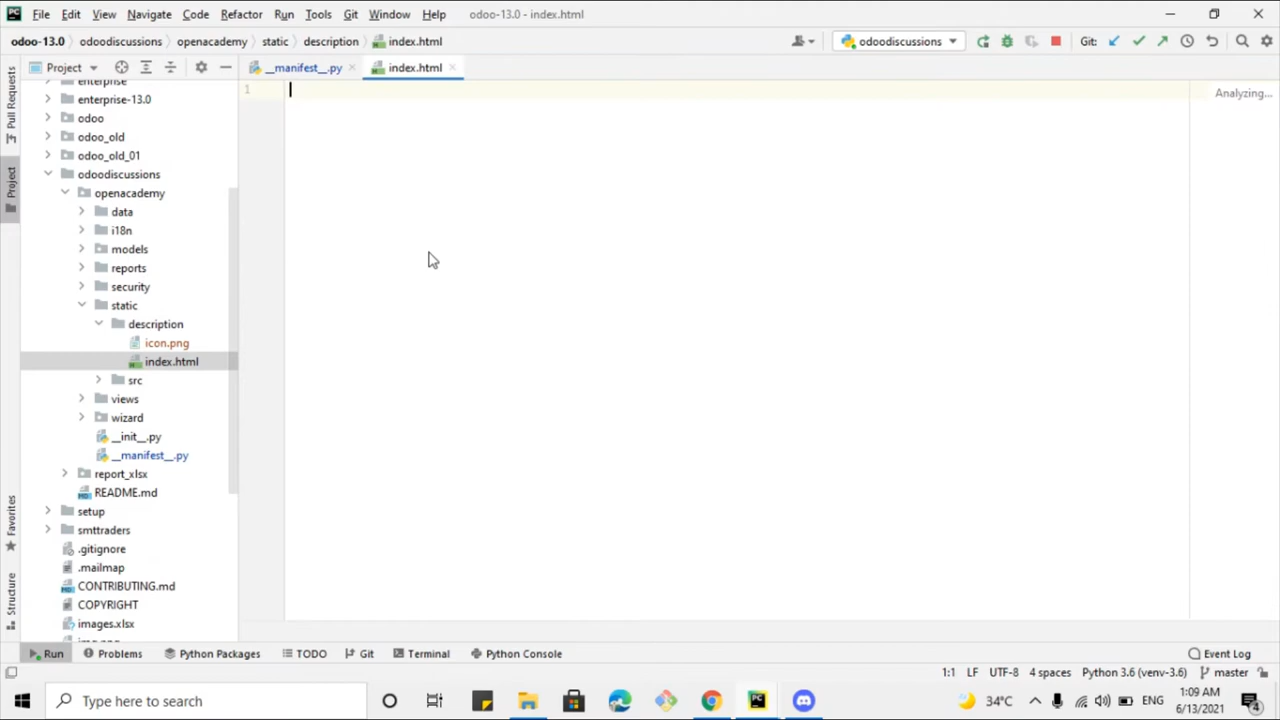 PC File Edit View Navigate Code Refactor Run Tools Git Window Help odoo-13.0 - index.html
odoo-13.0 odoodiscussions openacademy static description index.html odoodiscussions Git:
Pull Requests
Project
Favorites
Structure
Project
__manifest__.py index.html
1
Analyzing...
enterprise
enterprise-13.0
odoo
odoo_old
odoo_old_01
odoodiscussions
openacademy
data
i18n
models
reports
security
static
description
icon.png
index.html
src
views
wizard
__init__.py
__manifest__.py
report_xlsx
README.md
setup
smttraders
.gitignore
.mailmap
CONTRIBUTING.md
COPYRIGHT
images.xlsx
img.png
Run Problems Python Packages TODO Git Terminal Python Console Event Log
1:1 LF UTF-8 4 spaces Python 3.6 (venv-3.6) master
Type here to search PC 34°C ENG 1:09 AM
6/13/2021 4